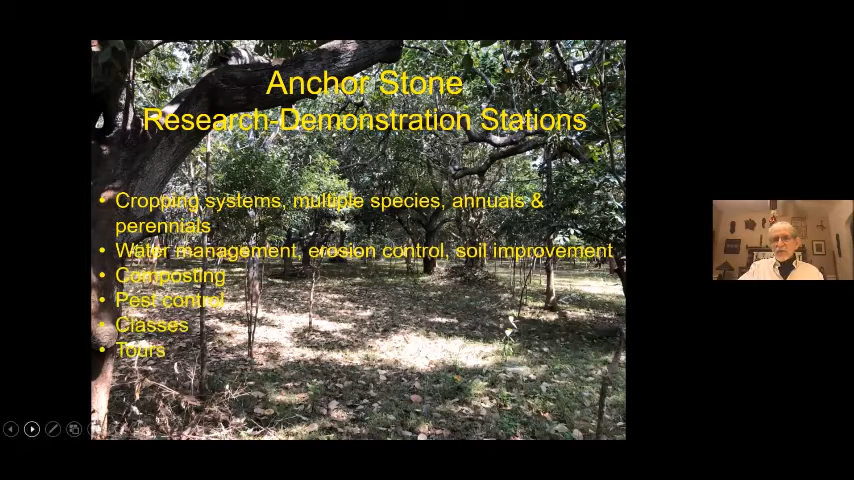 Anchor Stone
Research-Demonstration Stations
• Cropping systems, multiple species, annuals &
perennials
• Water management, erosion control, soil improvement
• Composting
• Pest control
• Classes
• Tours